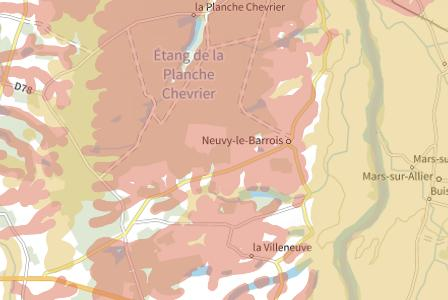 la Planche Chevrier
Étang de la
Planche
Chevrier
D78
Neuvy-le-Barrois
Mars-su
Mars-sur-Allier
Buis
la Villeneuve